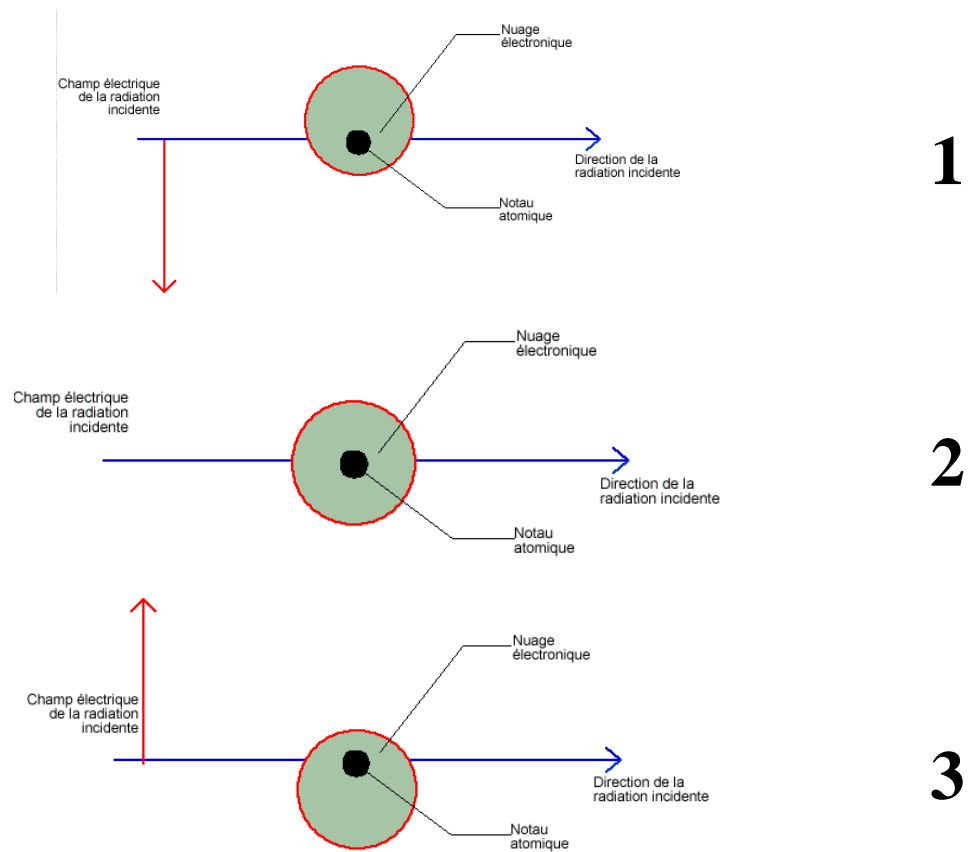 Nuage
électronique
Champ électrique
de la radiation
incidente
1
Direction de la
radiation incidente
Notau
atomique
Nuage
électronique
Champ électrique
de la radiation
incidente
2
Direction de la
radiation incidente
Notau
atomique
Nuage
électronique
Champ électrique
de la radiation
incidente
3
Direction de la
radiation incidente
Notau
atomique